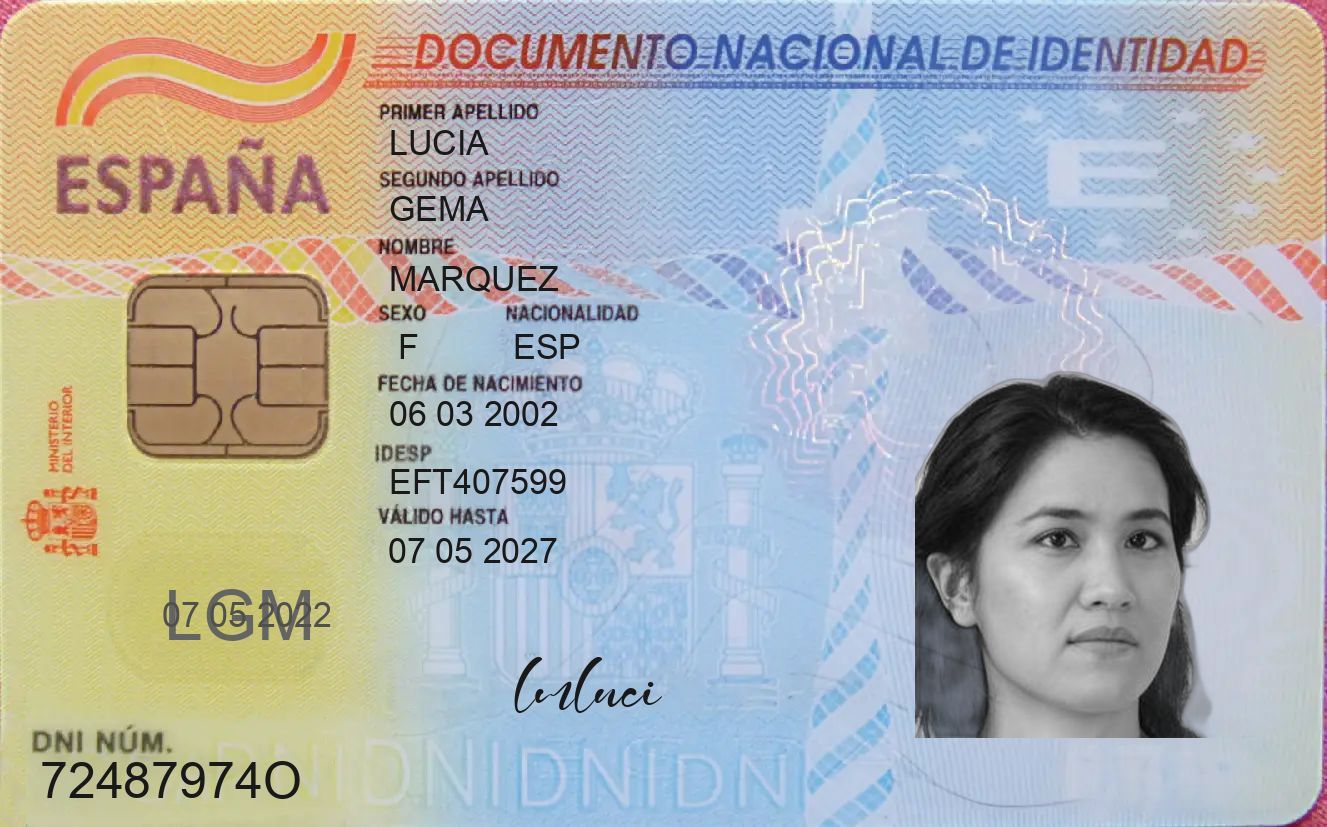 DOCUMENTO NACIONAL DE IDENTIDAD
ESPAÑA
PRIMER APELLIDO
LUCIA
SEGUNDO APELLIDO
GEMA
NOMBRE
MARQUEZ
SEXO NACIONALIDAD
F ESP
FECHA DE NACIMIENTO
06 03 2002
IDESP
EFT407599
VÁLIDO HASTA
07 05 2027
MINISTERIO
DEL INTERIOR
E
LGM
07 05 2022
DNI NÚM.
72487974O
DNIDNIDNIDNI